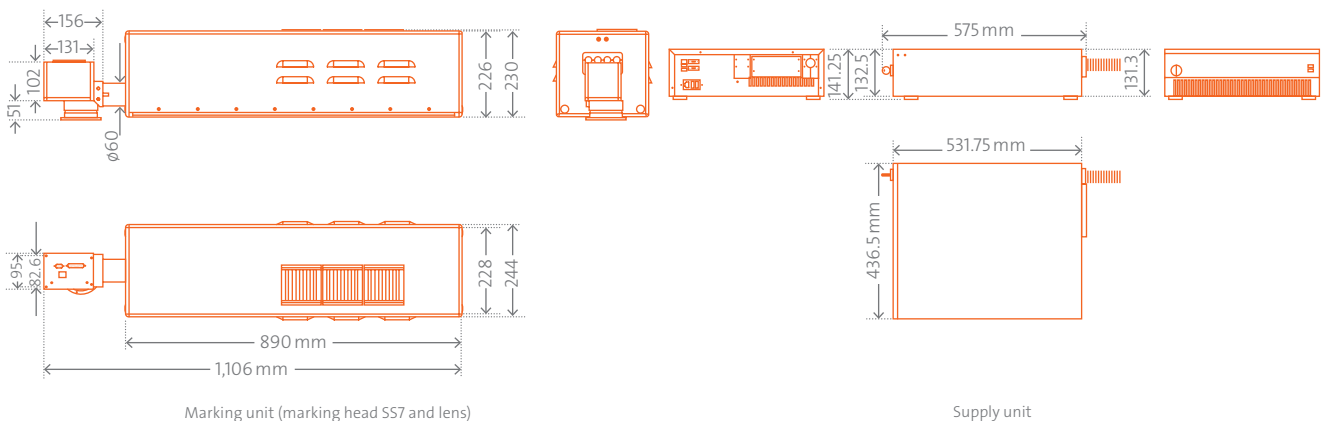 156
131
102
51
ø60
226
230
575 mm
141.25
132.5
131.3
531.75 mm
436.5 mm
95
82.6
228
244
890 mm
1,106 mm
Marking unit (marking head SS7 and lens)
Supply unit